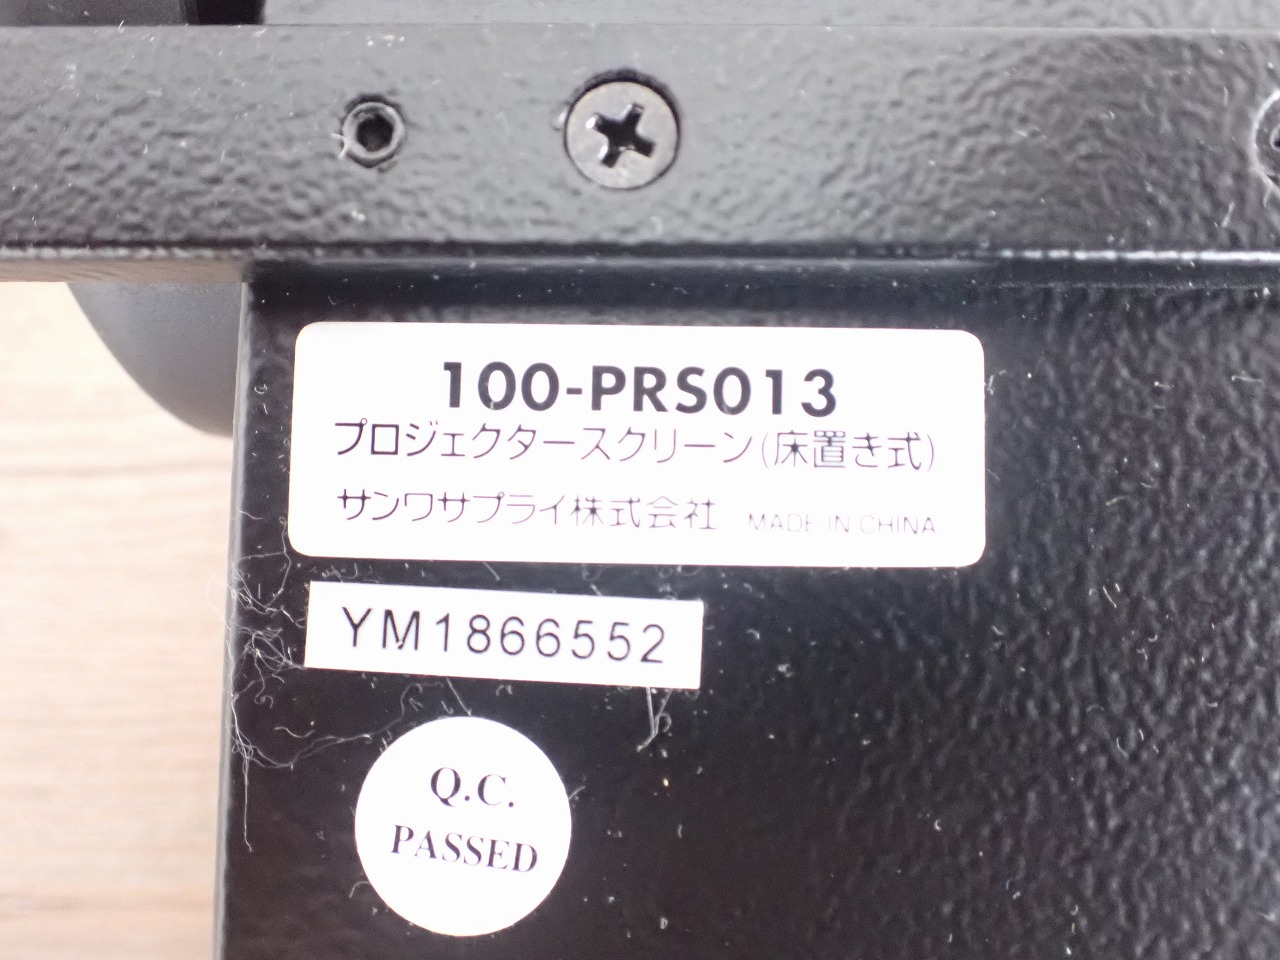 100-PRS013
プロジェクタースクリーン(床置き式)
サンワサプライ株式会社 MADE IN CHINA
YM1866552
Q.C.
PASSED